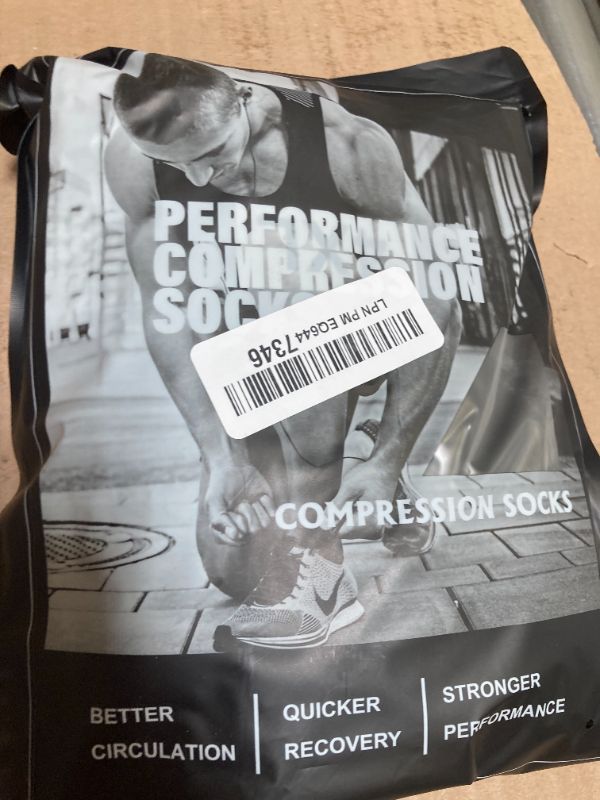 PERFORMANCE
COMPRESSION
SOCKS
LPN PM EQ6447346
COMPRESSION SOCKS
BETTER
CIRCULATION
QUICKER
RECOVERY
STRONGER
PERFORMANCE